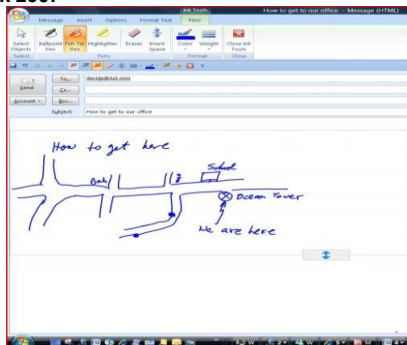 Ink Tools
How to get to our office - Message (HTML)
Message Insert Options Format Text Pens
Select Objects
Ballpoint Pen
Felt Tip Pen
Highlighter
Eraser
Insert Space
Color
Weight
Close Ink Tools
Select Pens Format Close
Send
To...
Cc...
Account
Bcc...
Subject: How to get to our office
How to get here
Bank
School
Ocean Tower
We are here